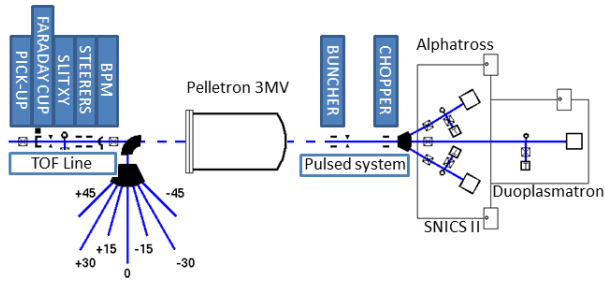 PICK-UP
FARADAY CUP
SLIT XY
STEERERS
BPM
BUNCHER
CHOPPER
Alphatross
Pelletron 3MV
TOF Line
Pulsed system
Duoplasmatron
SNICS II
+45
-45
+15
-15
+30
-30
0